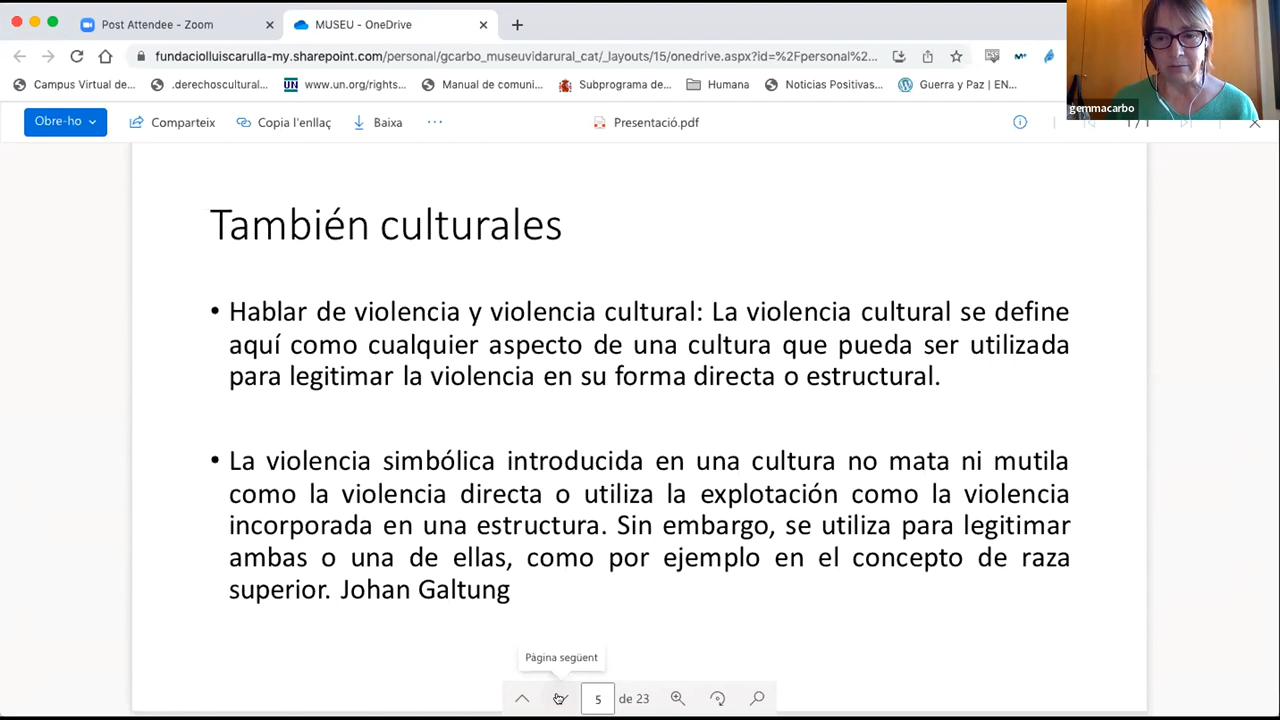 Post Attendee - Zoom
MUSEU - OneDrive
fundaciolluiscarulla-my.sharepoint.com/personal/gcarbo_museuvidarural_cat/_layouts/15/onedrive.aspx?id=%2Fpersonal%2...
Campus Virtual de...
.derechoscultural...
UN www.un.org/rights...
Manual de comuni...
Subprograma de...
Humana
Noticias Positivas...
Guerra y Paz | EN...
gemmacarbo
Obre-ho
Comparteix
Copia l'enllaç
Baixa
...
Presentació.pdf
1 / 1
También culturales
• Hablar de violencia y violencia cultural: La violencia cultural se define
aquí como cualquier aspecto de una cultura que pueda ser utilizada
para legitimar la violencia en su forma directa o estructural.
• La violencia simbólica introducida en una cultura no mata ni mutila
como la violencia directa o utiliza la explotación como la violencia
incorporada en una estructura. Sin embargo, se utiliza para legitimar
ambas o una de ellas, como por ejemplo en el concepto de raza
superior. Johan Galtung
Pàgina següent
5 de 23